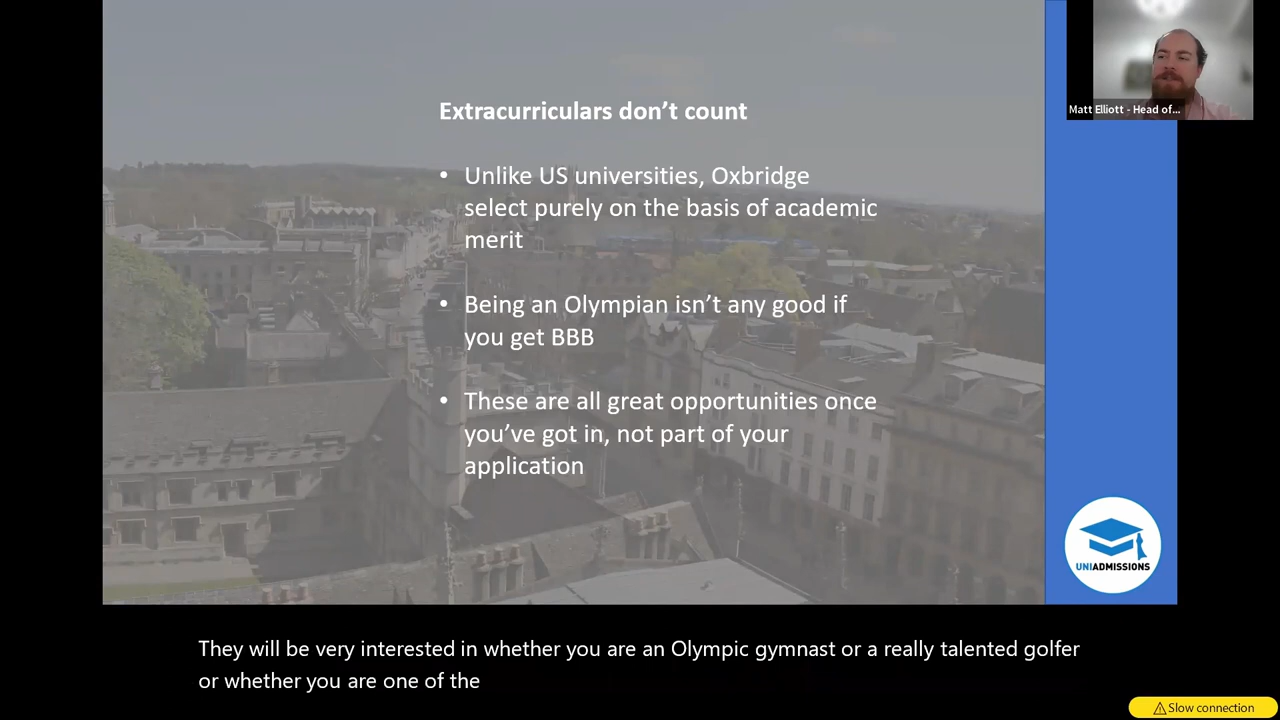 Extracurriculars don’t count
• Unlike US universities, Oxbridge
select purely on the basis of academic
merit
• Being an Olympian isn’t any good if
you get BBB
• These are all great opportunities once
you’ve got in, not part of your
application
Matt Elliott - Head of...
UNIADMISSIONS
They will be very interested in whether you are an Olympic gymnast or a really talented golfer
or whether you are one of the
Slow connection